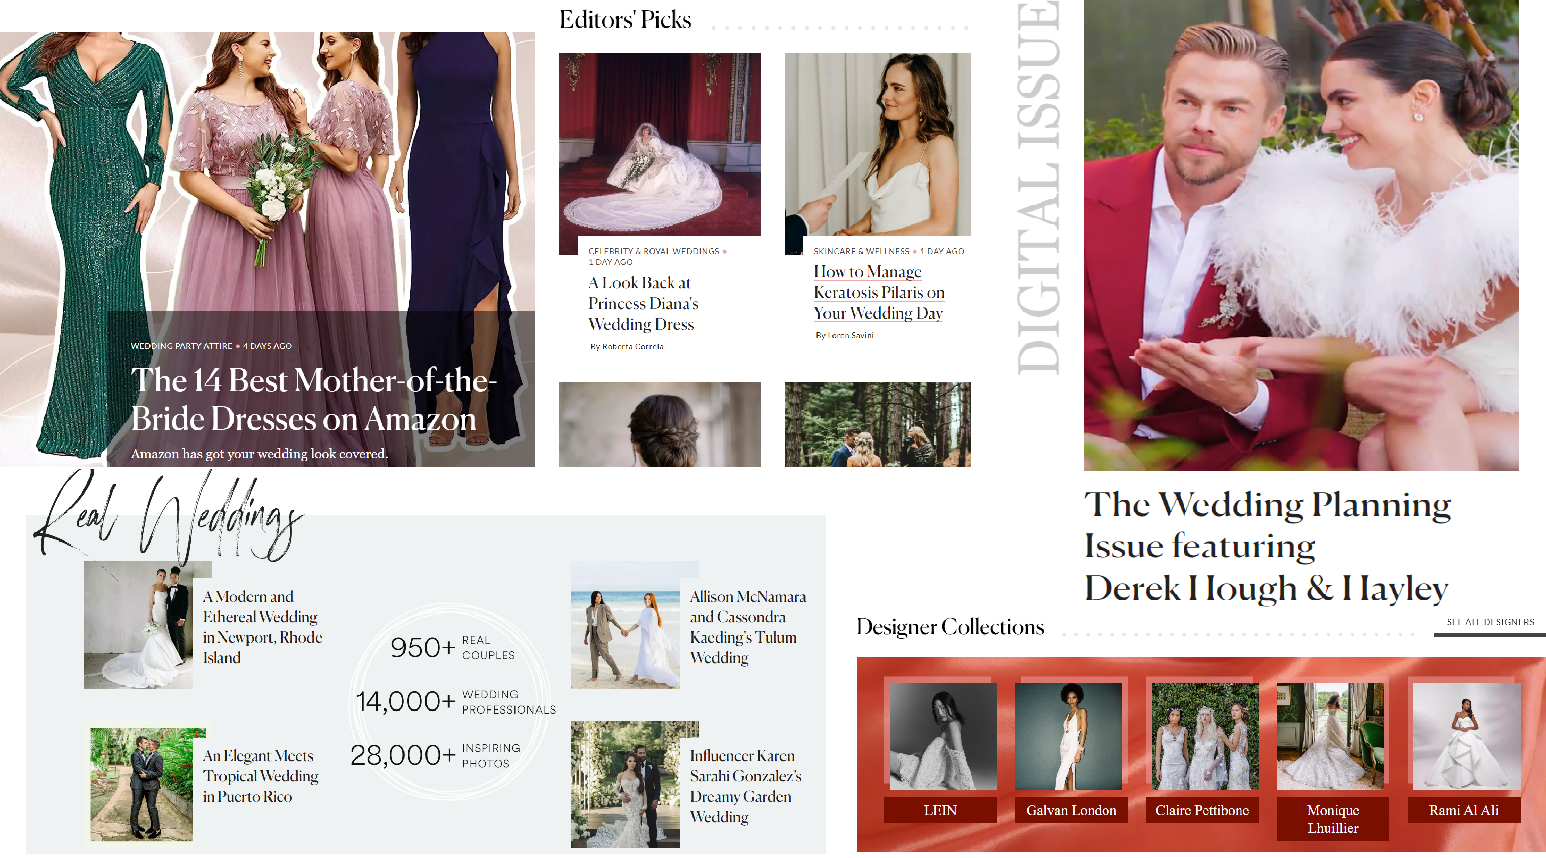 WEDDING PARTY ATTIRE • 4 DAYS AGO
The 14 Best Mother-of-the-
Bride Dresses on Amazon
Amazon has got your wedding look covered.
Editors' Picks
CELEBRITY & ROYAL WEDDINGS •
1 DAY AGO
A Look Back at
Princess Diana's
Wedding Dress
By Roberta Correia
SKINCARE & WELLNESS • 1 DAY AGO
How to Manage
Keratosis Pilaris on
Your Wedding Day
By Loren Savini
DIGITAL ISSUE
The Wedding Planning
Issue featuring
Derek Hough & Hayley
Real Weddings
A Modern and
Ethereal Wedding
in Newport, Rhode
Island
An Elegant Meets
Tropical Wedding
in Puerto Rico
950+ REAL
COUPLES
14,000+ WEDDING
PROFESSIONALS
28,000+ INSPIRING
PHOTOS
Allison McNamara
and Cassondra
Kaeding's Tulum
Wedding
Influencer Karen
Sarahi Gonzalez's
Dreamy Garden
Wedding
Designer Collections
SEE ALL DESIGNERS
LEIN
Galvan London
Claire Pettibone
Monique
Lhuillier
Rami Al Ali